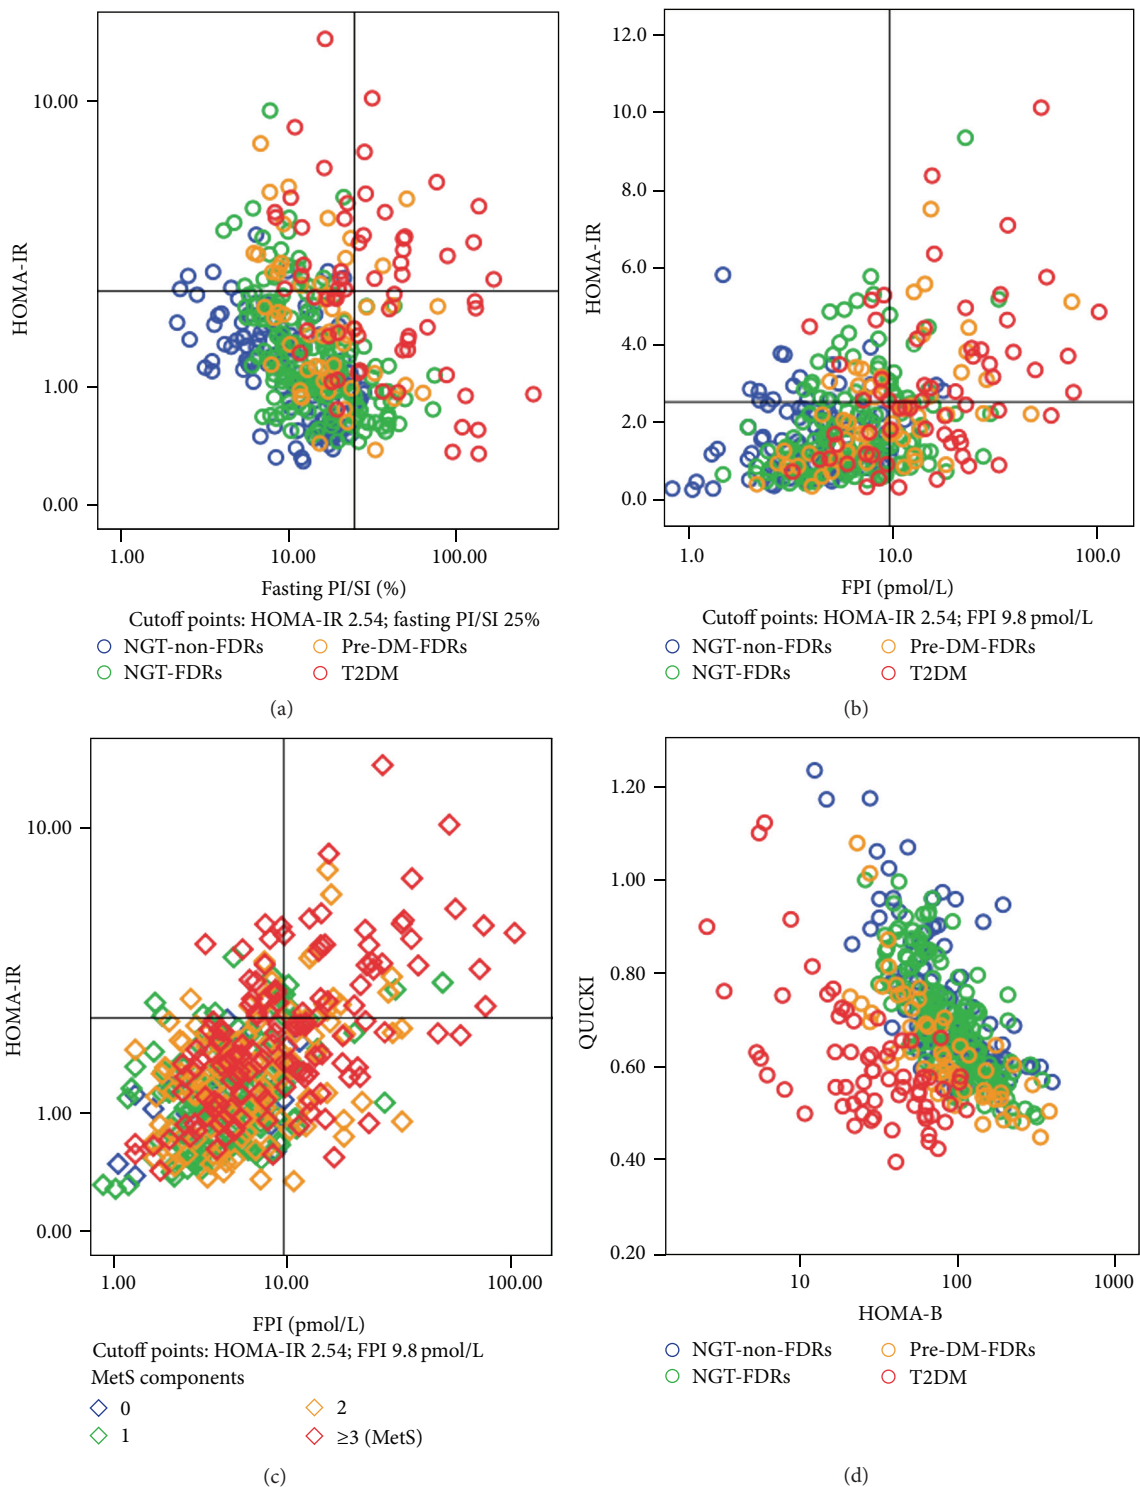 10.00
1.00
0.00
HOMA-IR
1.00 10.00 100.00
Fasting PI/SI (%)
Cutoff points: HOMA-IR 2.54; fasting PI/SI 25%
NGT-non-FDRs Pre-DM-FDRs
NGT-FDRs T2DM
(a)
12.0
10.0
8.0
6.0
4.0
2.0
0.0
HOMA-IR
1.0 10.0 100.0
FPI (pmol/L)
Cutoff points: HOMA-IR 2.54; FPI 9.8 pmol/L
NGT-non-FDRs Pre-DM-FDRs
NGT-FDRs T2DM
(b)
10.00
1.00
0.00
HOMA-IR
1.00 10.00 100.00
FPI (pmol/L)
Cutoff points: HOMA-IR 2.54; FPI 9.8 pmol/L
MetS components
0 2
1 ≥3 (MetS)
(c)
1.20
1.00
0.80
0.60
0.40
0.20
QUICKI
10 100 1000
HOMA-B
NGT-non-FDRs Pre-DM-FDRs
NGT-FDRs T2DM
(d)